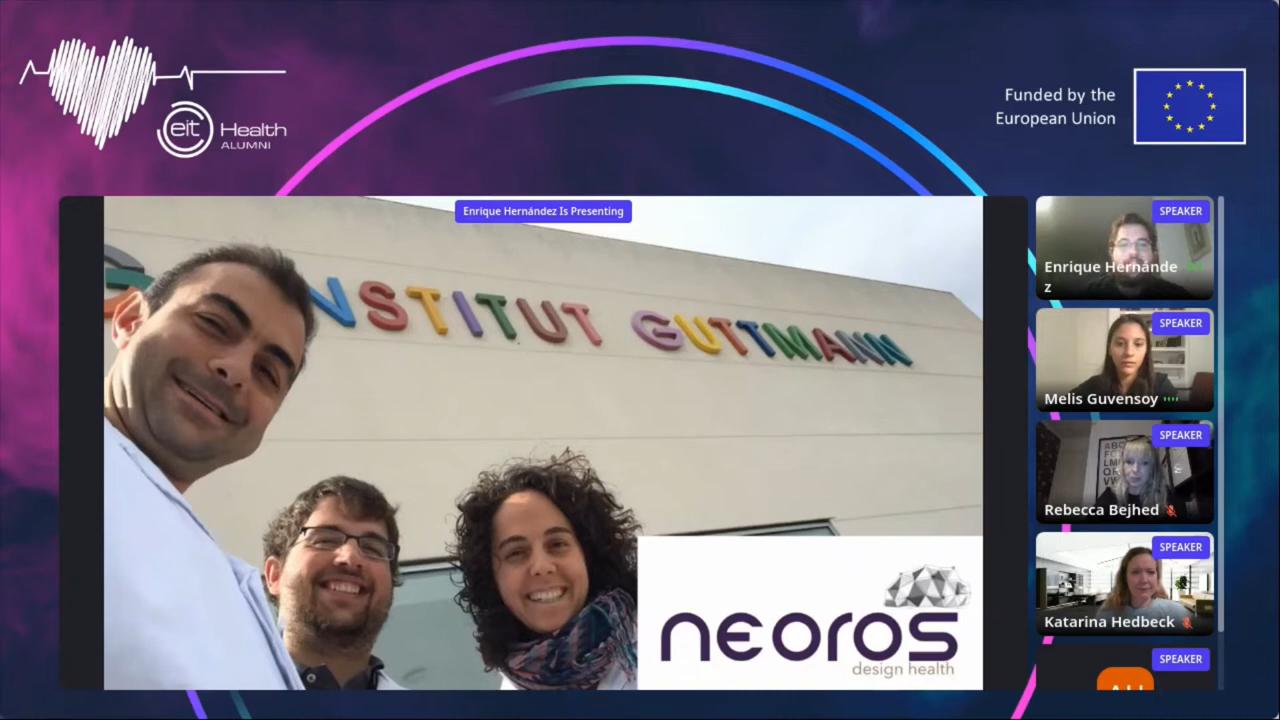 eit Health
ALUMNI
Funded by the
European Union
Enrique Hernández Is Presenting
INSTITUT GUTTMANN
neoros
design health
SPEAKER
Enrique Hernánde
z
SPEAKER
Melis Guvensoy
SPEAKER
Rebecca Bejhed
SPEAKER
Katarina Hedbeck
SPEAKER